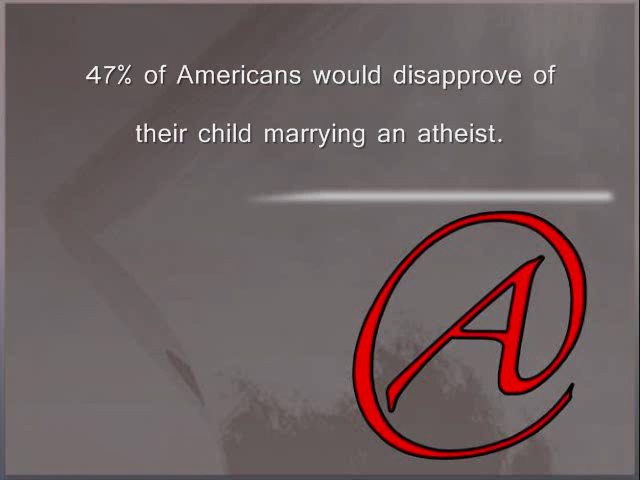 47% of Americans would disapprove of
their child marrying an atheist.
A